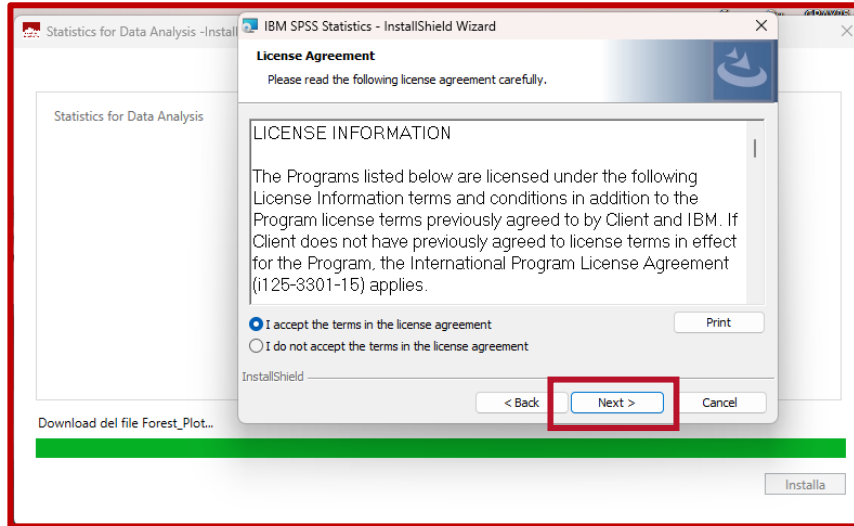 Statistics for Data Analysis -Install
IBM SPSS Statistics - InstallShield Wizard
License Agreement
Please read the following license agreement carefully.
Statistics for Data Analysis
LICENSE INFORMATION
The Programs listed below are licensed under the following
License Information terms and conditions in addition to the
Program license terms previously agreed to by Client and IBM. If
Client does not have previously agreed to license terms in effect
for the Program, the International Program License Agreement
(i125-3301-15) applies.
I accept the terms in the license agreement
Print
I do not accept the terms in the license agreement
InstallShield
< Back
Next >
Cancel
Download del file Forest_Plot...
Installa